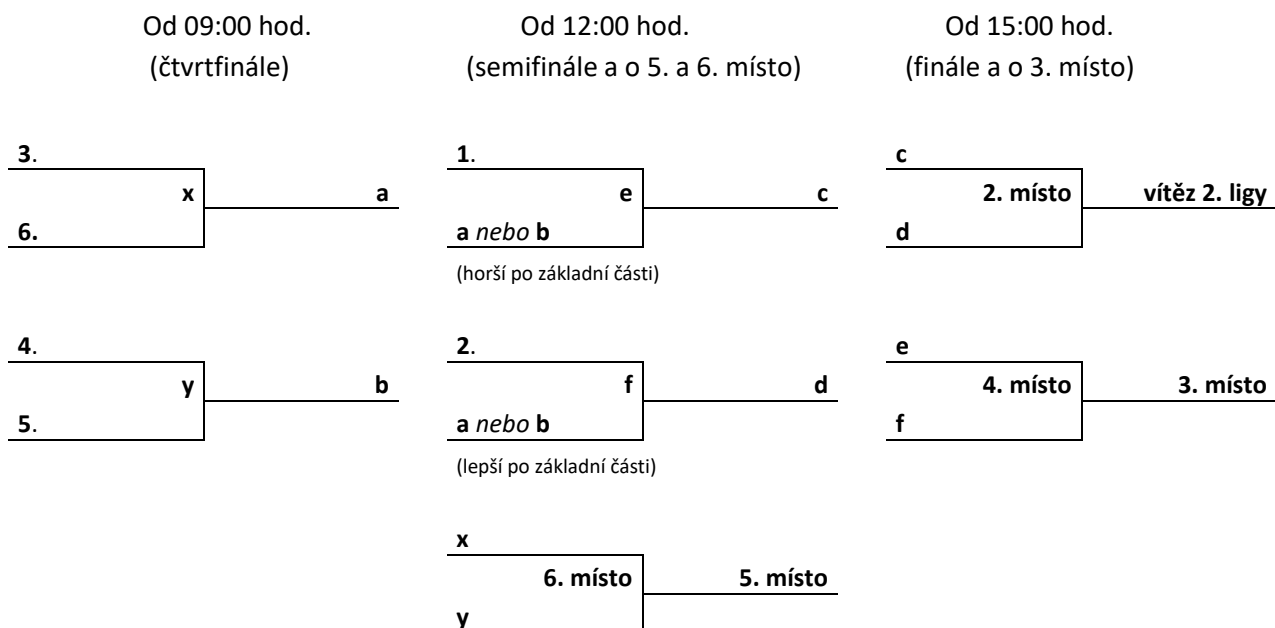 Od 09:00 hod.
(čtvrtfinále)
3.
x
a
6.
4.
y
b
5.
Od 12:00 hod.
(semifinále a o 5. a 6. místo)
1.
e
c
a nebo b
(horší po základní části)
2.
f
d
a nebo b
(lepší po základní části)
x
6. místo
5. místo
y
Od 15:00 hod.
(finále a o 3. místo)
c
2. místo
vítěz 2. ligy
d
e
4. místo
3. místo
f